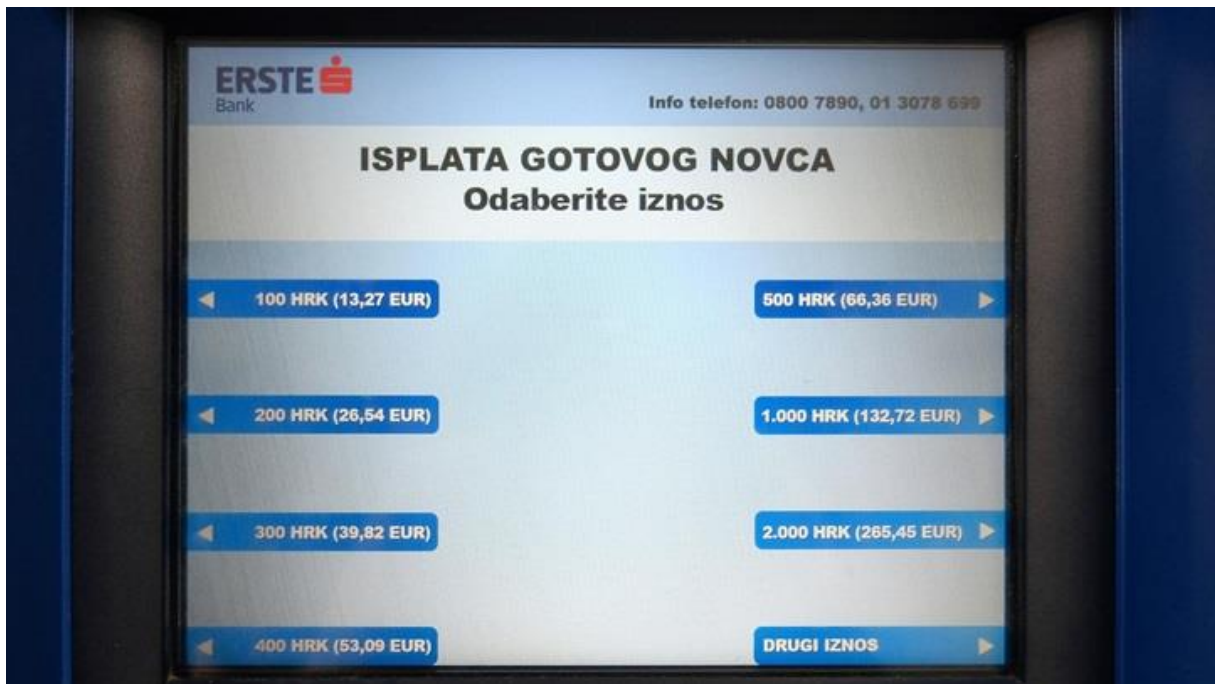 ERSTE
Bank
Info telefon: 0800 7890, 01 3078 699
ISPLATA GOTOVOG NOVCA
Odaberite iznos
100 HRK (13,27 EUR)
500 HRK (66,36 EUR)
200 HRK (26,54 EUR)
1.000 HRK (132,72 EUR)
300 HRK (39,82 EUR)
2.000 HRK (265,45 EUR)
400 HRK (53,09 EUR)
DRUGI IZNOS